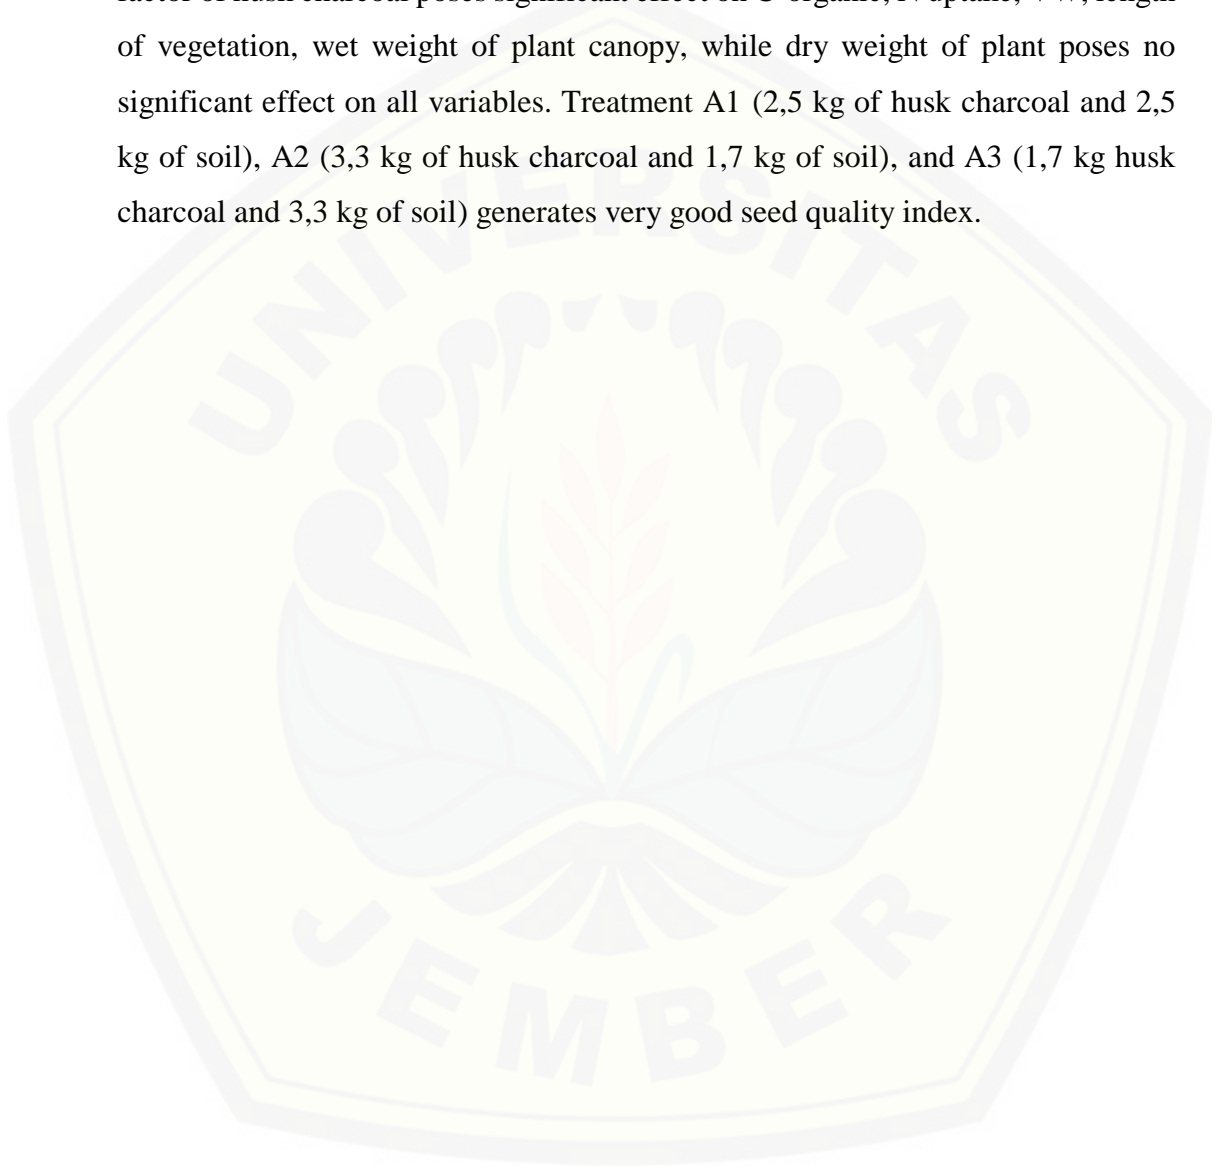 of vegetation, wet weight of plant canopy, while dry weight of plant poses no
significant effect on all variables. Treatment A1 (2,5 kg of husk charcoal and 2,5
kg of soil), A2 (3,3 kg of husk charcoal and 1,7 kg of soil), and A3 (1,7 kg husk
charcoal and 3,3 kg of soil) generates very good seed quality index.
UNIVERSITAS
JEMBER